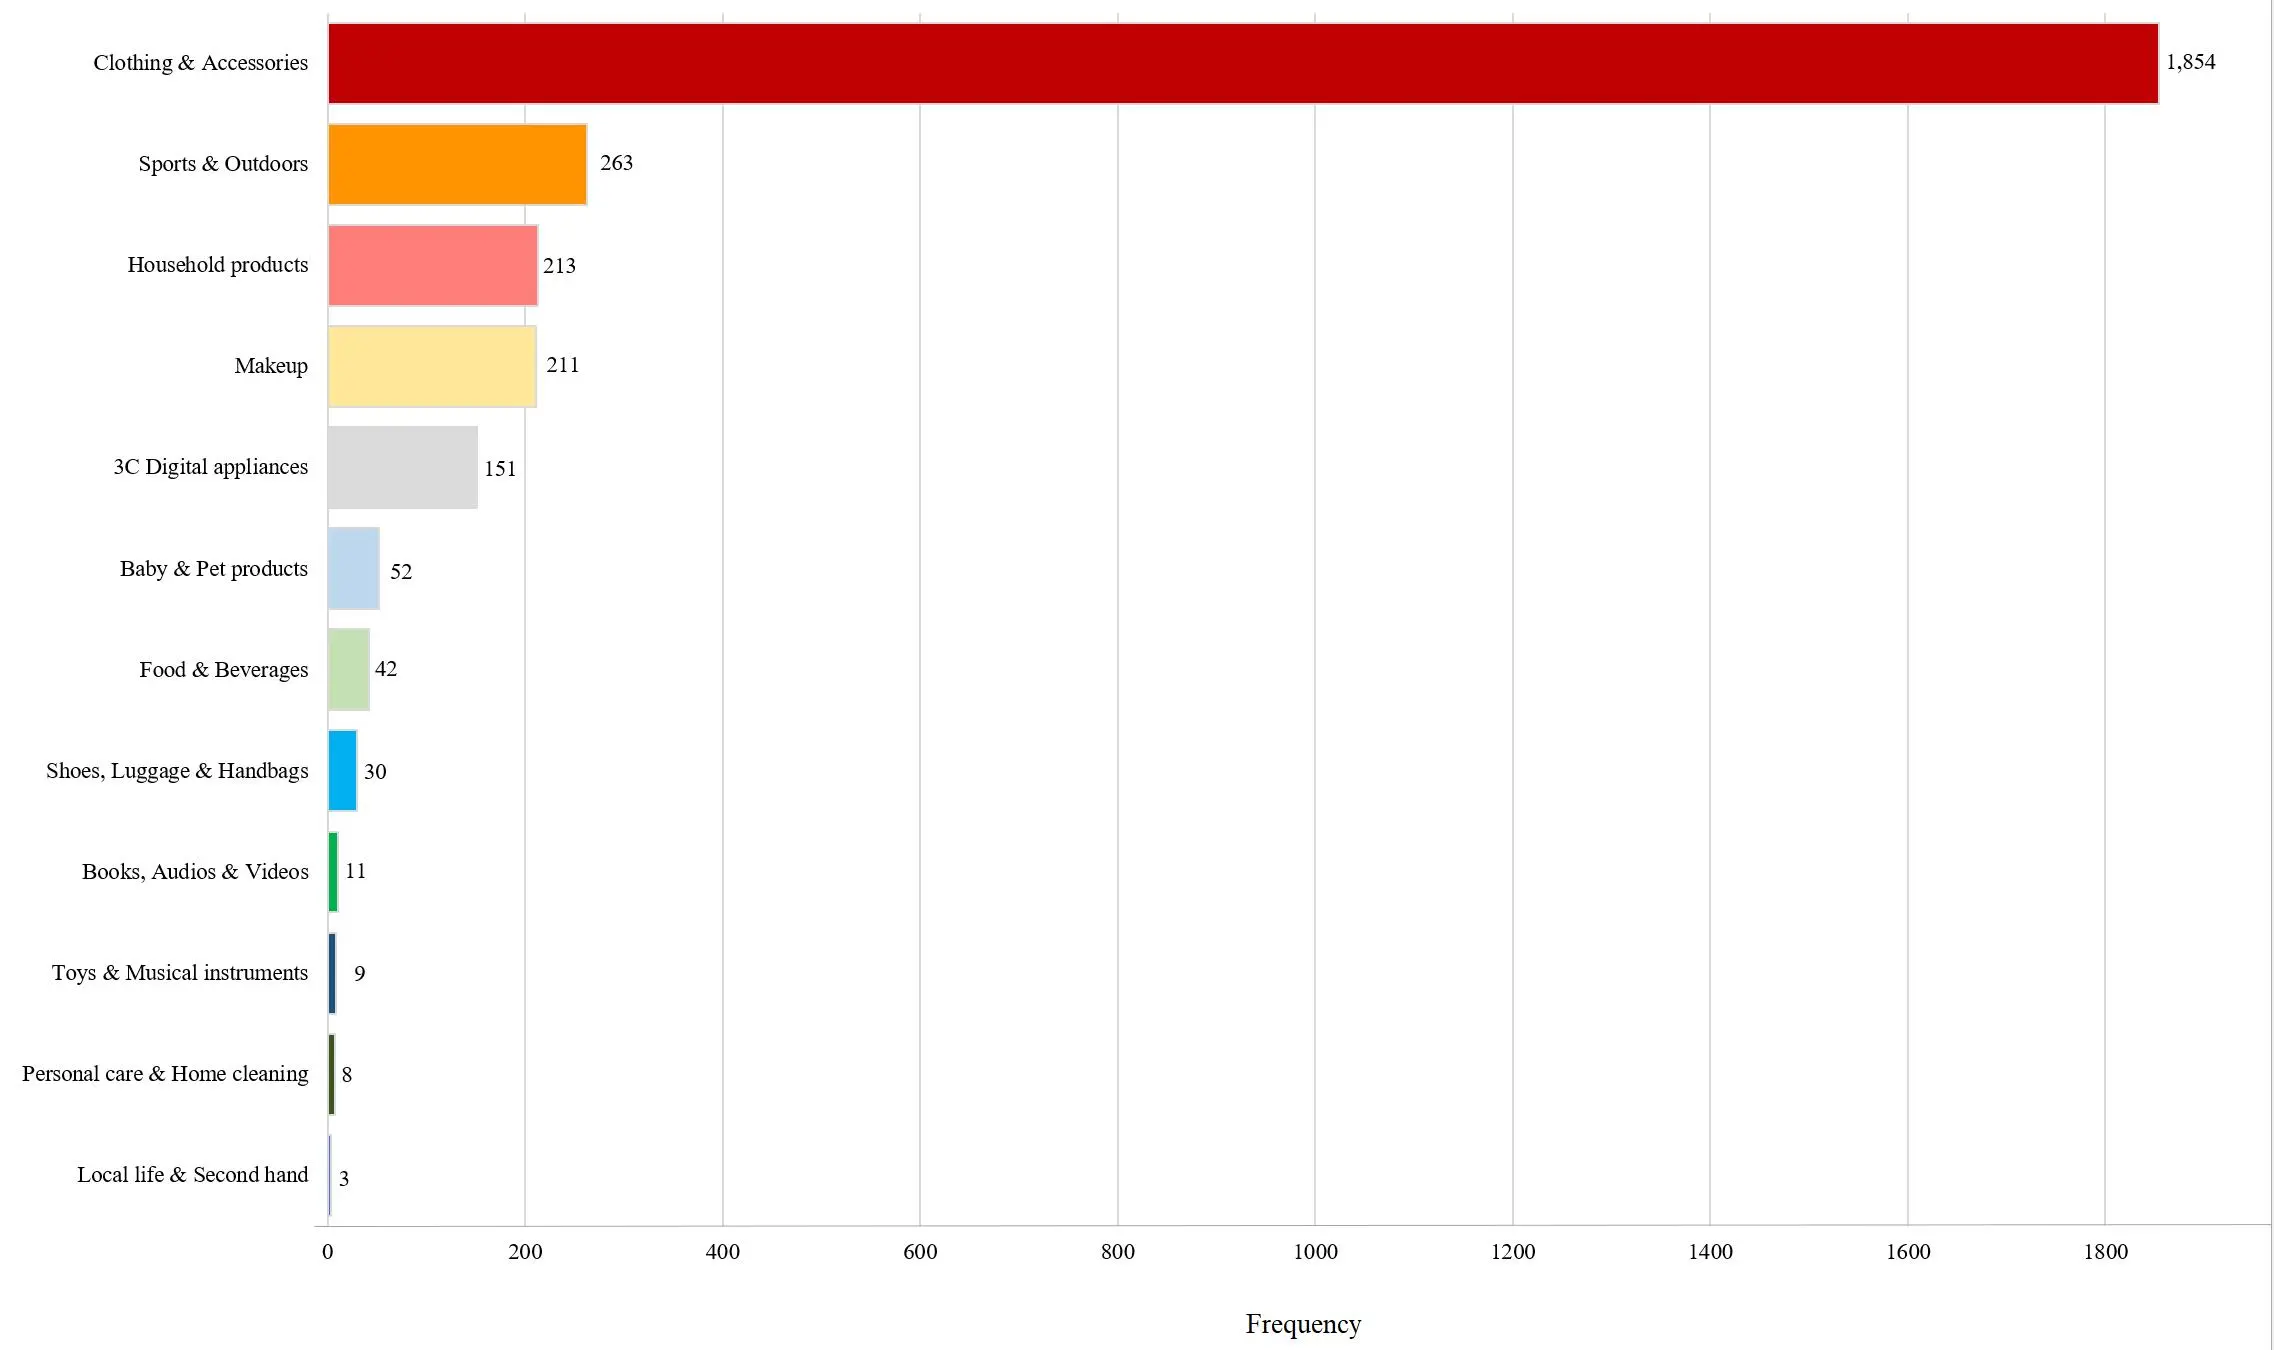 Clothing & Accessories 1,854
Sports & Outdoors 263
Household products 213
Makeup 211
3C Digital appliances 151
Baby & Pet products 52
Food & Beverages 42
Shoes, Luggage & Handbags 30
Books, Audios & Videos 11
Toys & Musical instruments 9
Personal care & Home cleaning 8
Local life & Second hand 3
0 200 400 600 800 1000 1200 1400 1600 1800
Frequency